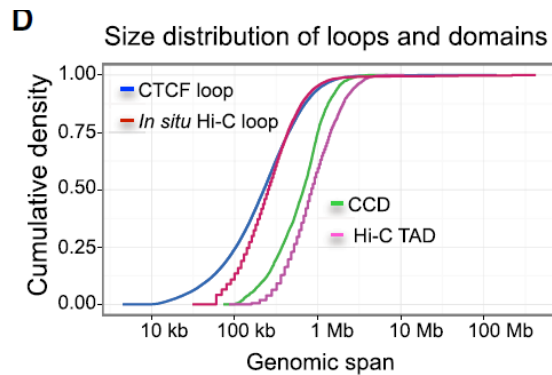 D
Size distribution of loops and domains
Cumulative density
1.00
0.75
0.50
0.25
0.00
CTCF loop
In situ Hi-C loop
CCD
Hi-C TAD
10 kb 100 kb 1 Mb 10 Mb 100 Mb
Genomic span